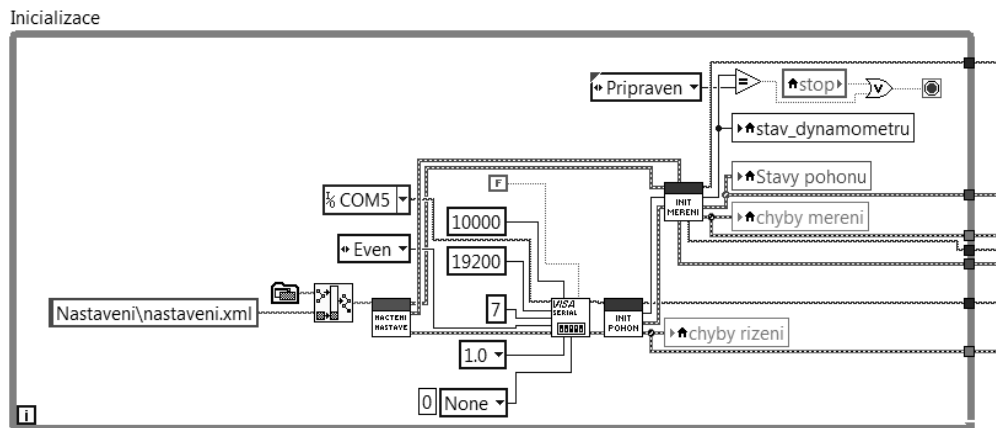 Inicializace
Pripraven
=
stop
v
stav_dynamometru
Stavy pohonu
chyby mereni
INIT
MERENI
F
I/O COM5
10000
Even
19200
Nastaveni\nastaveni.xml
NACTENI
NASTAVE
7
VISA
SERIAL
INIT
POHON
chyby rizeni
1.0
0 None
i